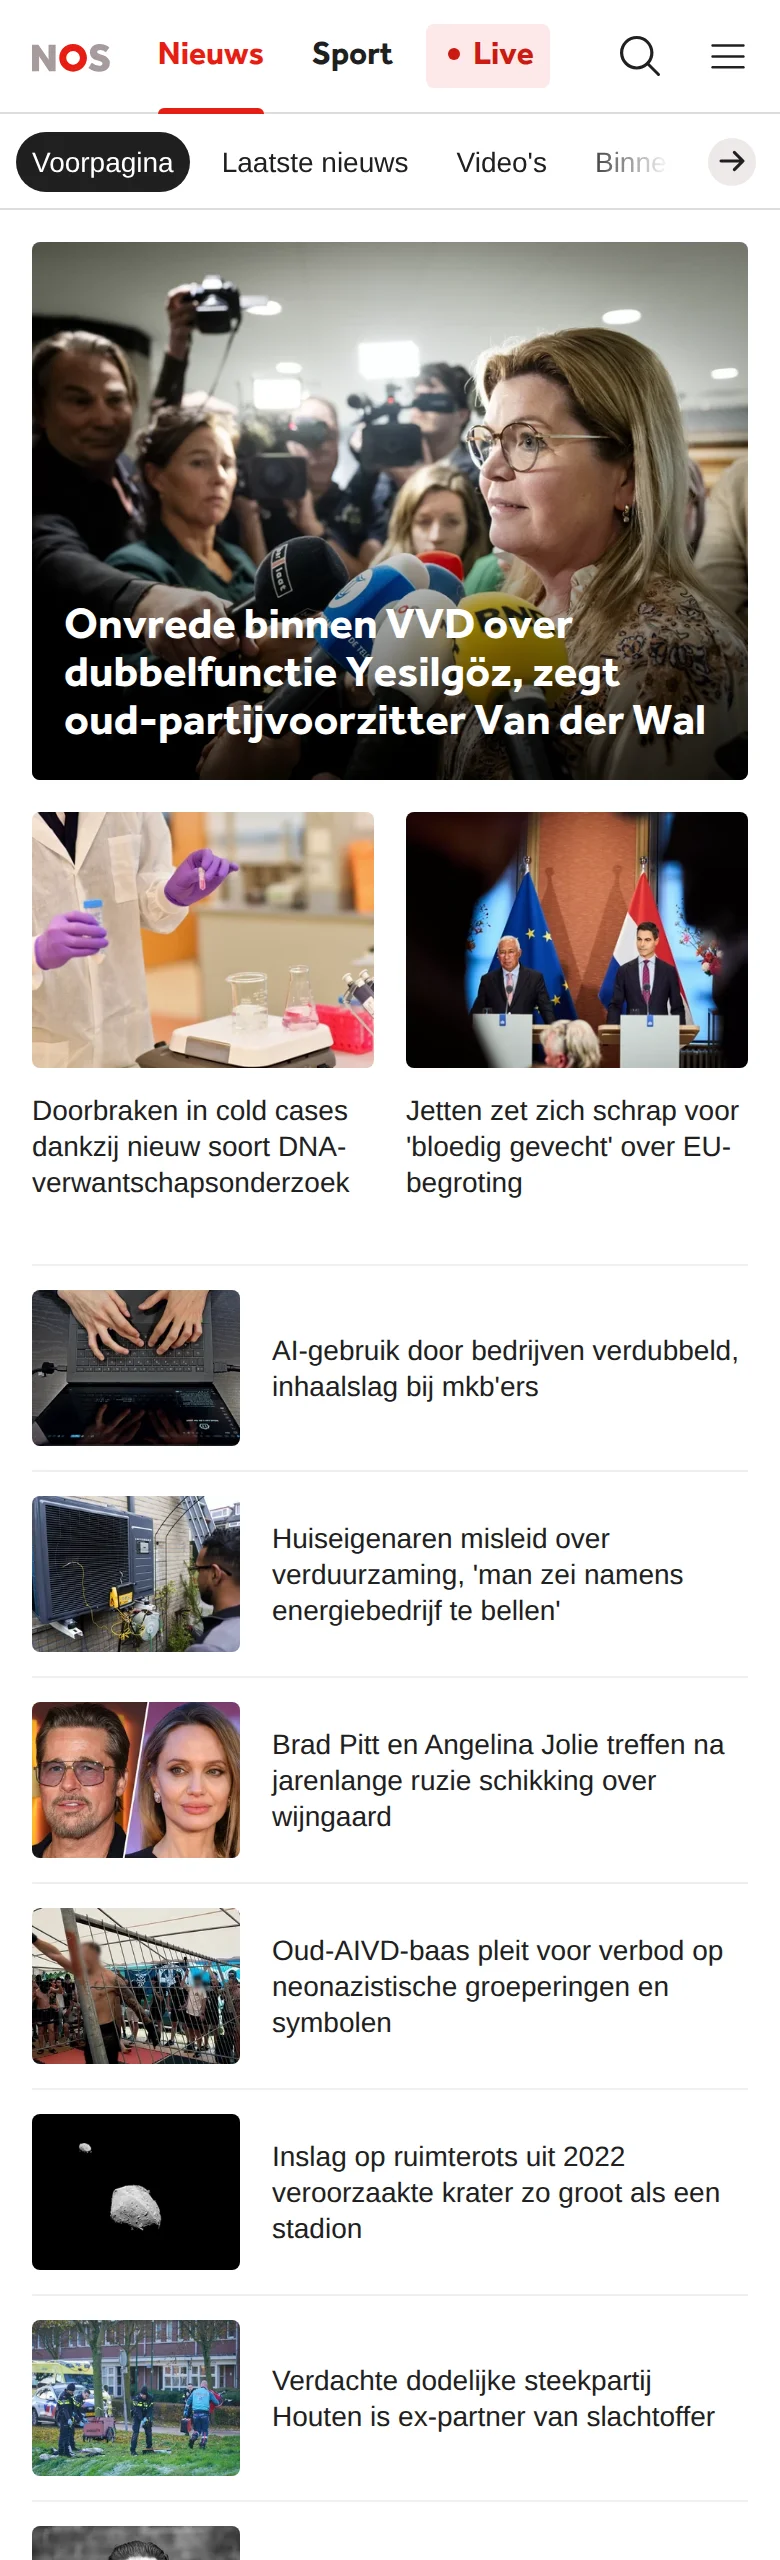 NOS
Nieuws
Sport
Live
Voorpagina
Laatste nieuws
Video's
Binne
Onvrede binnen VVD over
dubbelfunctie Yesilgöz, zegt
oud-partijvoorzitter Van der Wal
Doorbraken in cold cases
dankzij nieuw soort DNA-
verwantschapsonderzoek
Jetten zet zich schrap voor
'bloedig gevecht' over EU-
begroting
AI-gebruik door bedrijven verdubbeld,
inhaalslag bij mkb'ers
Huiseigenaren misleid over
verduurzaming, 'man zei namens
energiebedrijf te bellen'
Brad Pitt en Angelina Jolie treffen na
jarenlange ruzie schikking over
wijngaard
Oud-AIVD-baas pleit voor verbod op
neonazistische groeperingen en
symbolen
Inslag op ruimterots uit 2022
veroorzaakte krater zo groot als een
stadion
Verdachte dodelijke steekpartij
Houten is ex-partner van slachtoffer